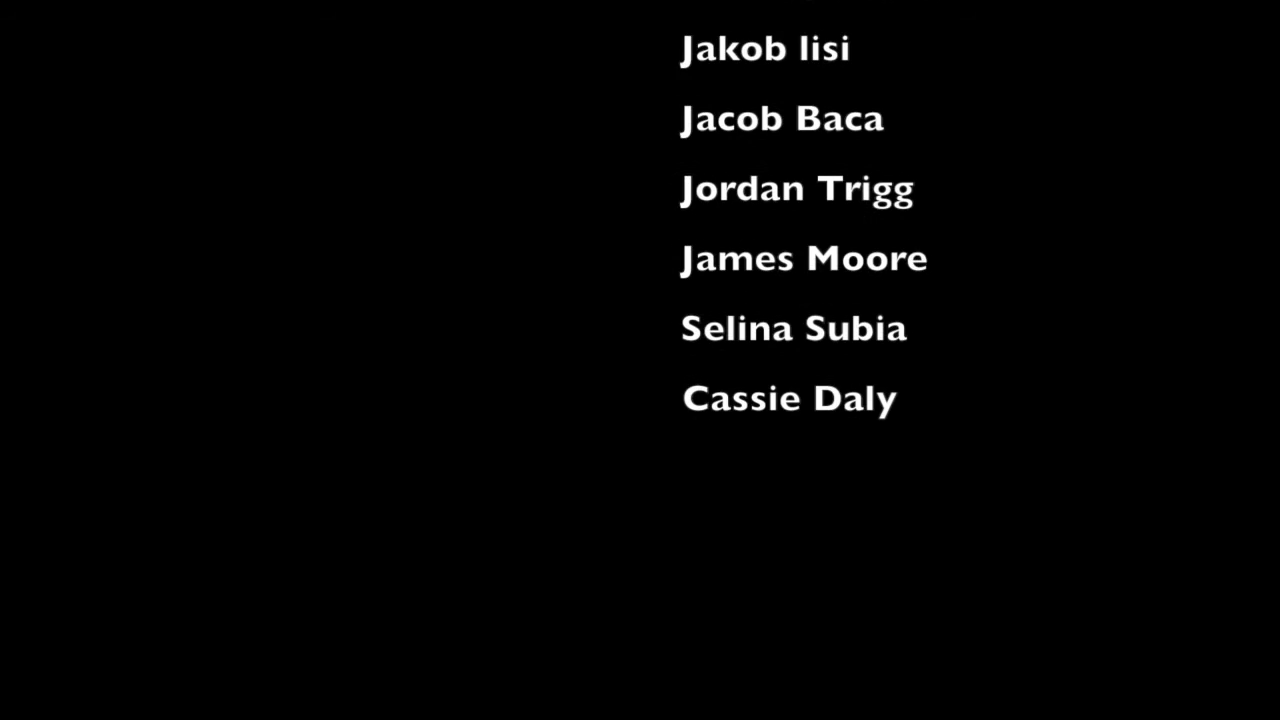 Jakob lisi
Jacob Baca
Jordan Trigg
James Moore
Selina Subia
Cassie Daly